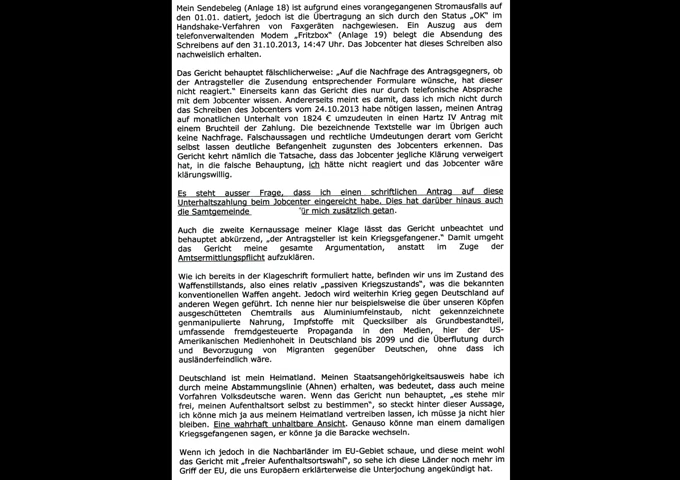 Mein Sendebeleg (Anlage 18) ist aufgrund eines vorangegangenen Stromausfalls auf
den 01.01. datiert, jedoch ist die Übertragung an sich durch den Status „OK" im
Handshake-Verfahren von Faxgeräten nachgewiesen. Ein Auszug aus dem
telefonverwaltenden Modem „Fritzbox" (Anlage 19) belegt die Absendung des
Schreibens auf den 31.10.2013, 14:47 Uhr. Das Jobcenter hat dieses Schreiben also
nachweislich erhalten.
Das Gericht behauptet fälschlicherweise: „Auf die Nachfrage des Antragsgegners, ob
der Antragsteller die Zusendung entsprechender Formulare wünsche, hat dieser
nicht reagiert." Einerseits kann das Gericht dies nur durch telefonische Absprache
mit dem Jobcenter wissen. Andererseits meint es damit, dass ich mich nicht durch
das Schreiben des Jobcenters vom 24.10.2013 habe nötigen lassen, meinen Antrag
auf monatlichen Unterhalt von 1824 € umzudeuten in einen Hartz IV Antrag mit
einem Bruchteil der Zahlung. Die bezeichnende Textstelle war im Übrigen auch
keine Nachfrage. Falschaussagen und rechtliche Umdeutungen derart vom Gericht
selbst lassen deutliche Befangenheit zugunsten des Jobcenters erkennen. Das
Gericht kehrt nämlich die Tatsache, dass das Jobcenter jegliche Klärung verweigert
hat, in die falsche Behauptung, ich hätte nicht reagiert und das Jobcenter wäre
klärungswillig.
Es steht ausser Frage, dass ich einen schriftlichen Antrag auf diese
Unterhaltszahlung beim Jobcenter eingereicht habe. Dies hat darüber hinaus auch
die Samtgemeinde für mich zusätzlich getan.
Auch die zweite Kernaussage meiner Klage lässt das Gericht unbeachtet und
behauptet abkürzend, „der Antragsteller ist kein Kriegsgefangener." Damit umgeht
das Gericht meine gesamte Argumentation, anstatt im Zuge der
Amtsermittlungspflicht aufzuklären.
Wie ich bereits in der Klageschrift formuliert hatte, befinden wir uns im Zustand des
Waffenstillstands, also eines relativ „passiven Kriegszustands", was die bekannten
konventionellen Waffen angeht. Jedoch wird weiterhin Krieg gegen Deutschland auf
anderen Wegen geführt. Ich nenne hier nur beispielsweise die über unseren Köpfen
ausgeschütteten Chemtrails aus Aluminiumfeinstaub, nicht gekennzeichnete
genmanipulierte Nahrung, Impfstoffe mit Quecksilber als Grundbestandteil,
umfassende fremdgesteuerte Propaganda in den Medien, hier der US-
Amerikanischen Medienhoheit in Deutschland bis 2099 und die Überflutung durch
und Bevorzugung von Migranten gegenüber Deutschen, ohne dass ich
ausländerfeindlich wäre.
Deutschland ist mein Heimatland. Meinen Staatsangehörigkeitsausweis habe ich
durch meine Abstammungslinie (Ahnen) erhalten, was bedeutet, dass auch meine
Vorfahren Volksdeutsche waren. Wenn das Gericht nun behauptet, „es stehe mir
frei, meinen Aufenthaltsort selbst zu bestimmen", so steckt hinter dieser Aussage,
ich könne mich ja aus meinem Heimatland vertreiben lassen, ich müsse ja nicht hier
bleiben. Eine wahrhaft unhaltbare Ansicht. Genauso könne man einem damaligen
Kriegsgefangenen sagen, er könne ja die Baracke wechseln.
Wenn ich jedoch in die Nachbarländer im EU-Gebiet schaue, und diese meint wohl
das Gericht mit „freier Aufenthaltsortswahl", so sehe ich diese Länder noch mehr im
Griff der EU, die uns Europäern erklärterweise die Unterjochung angekündigt hat.